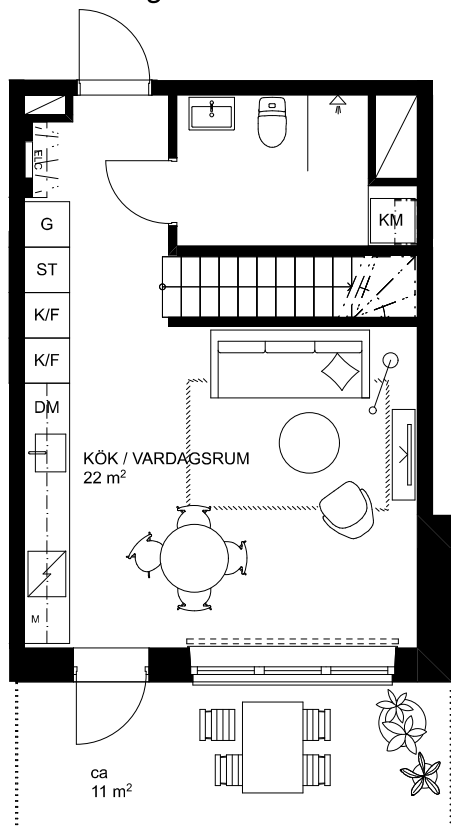 ELC
G
KM
ST
K/F
K/F
DM
KÖK / VARDAGSRUM
22 m²
M
ca
11 m²